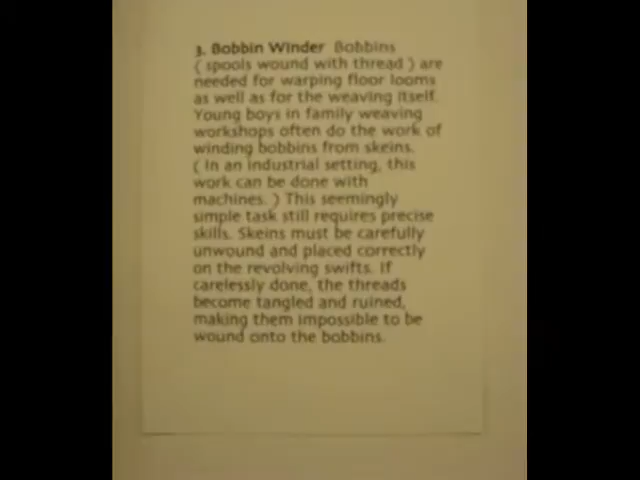 3. Bobbin Winder Bobbins
( spools wound with thread ) are
needed for warping floor looms
as well as for the weaving itself.
Young boys in family weaving
workshops often do the work of
winding bobbins from skeins.
( In an industrial setting, this
work can be done with
machines. ) This seemingly
simple task still requires precise
skills. Skeins must be carefully
unwound and placed correctly
on the revolving swifts. If
carelessly done, the threads
become tangled and ruined,
making them impossible to be
wound onto the bobbins.